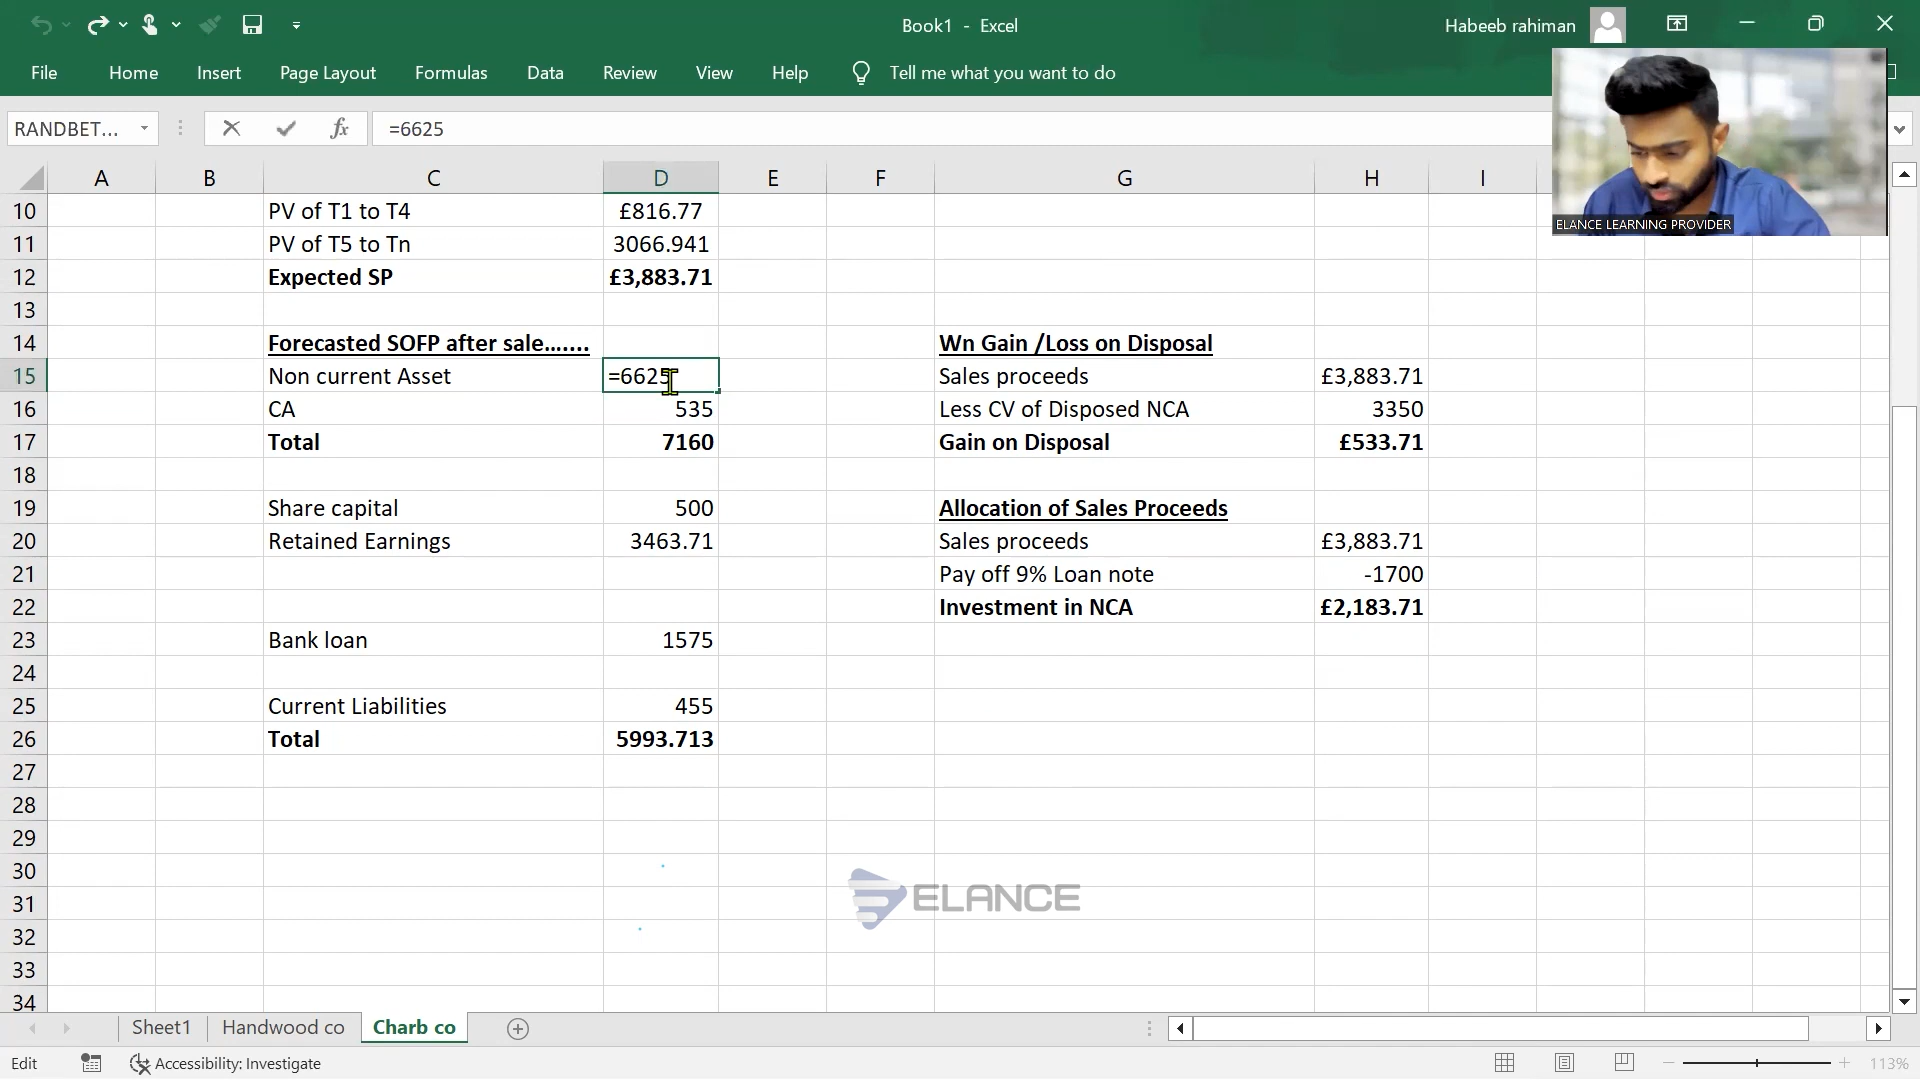 Book1 - Excel
Habeeb rahiman
File Home Insert Page Layout Formulas Data Review View Help Tell me what you want to do
RANDBET... fx =6625
ELANCE LEARNING PROVIDER
A B C D E F G H I
10 PV of T1 to T4 £816.77
11 PV of T5 to Tn 3066.941
12 Expected SP £3,883.71
13
14 Forecasted SOFP after sale....... Wn Gain /Loss on Disposal
15 Non current Asset =6625 Sales proceeds £3,883.71
16 CA 535 Less CV of Disposed NCA 3350
17 Total 7160 Gain on Disposal £533.71
18
19 Share capital 500 Allocation of Sales Proceeds
20 Retained Earnings 3463.71 Sales proceeds £3,883.71
21 Pay off 9% Loan note -1700
22 Investment in NCA £2,183.71
23 Bank loan 1575
24
25 Current Liabilities 455
26 Total 5993.713
27
28
29
30
31 ELANCE
32
33
34
Sheet1 Handwood co Charb co
Edit Accessibility: Investigate 113%